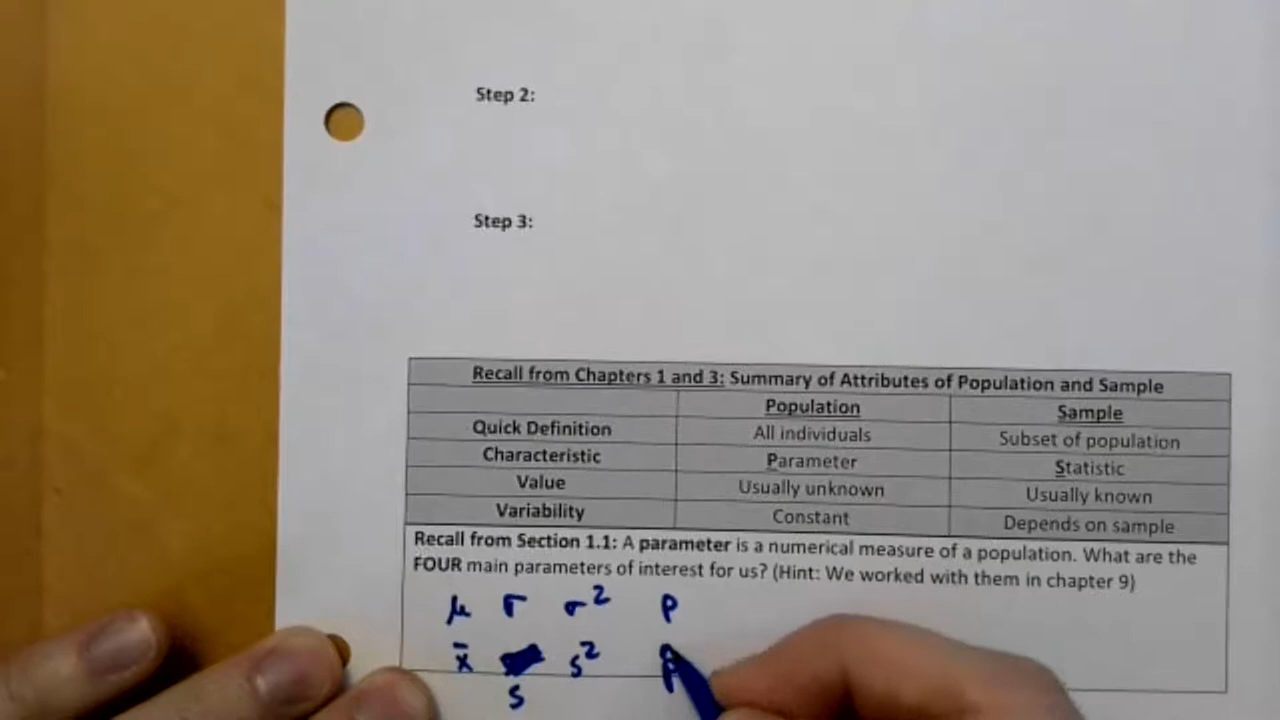 Step 2:
Step 3:
Recall from Chapters 1 and 3: Summary of Attributes of Population and Sample
Population Sample
Quick Definition All individuals Subset of population
Characteristic Parameter Statistic
Value Usually unknown Usually known
Variability Constant Depends on sample
Recall from Section 1.1: A parameter is a numerical measure of a population. What are the
FOUR main parameters of interest for us? (Hint: We worked with them in chapter 9)
μ σ σ² p
x̄ s²
s